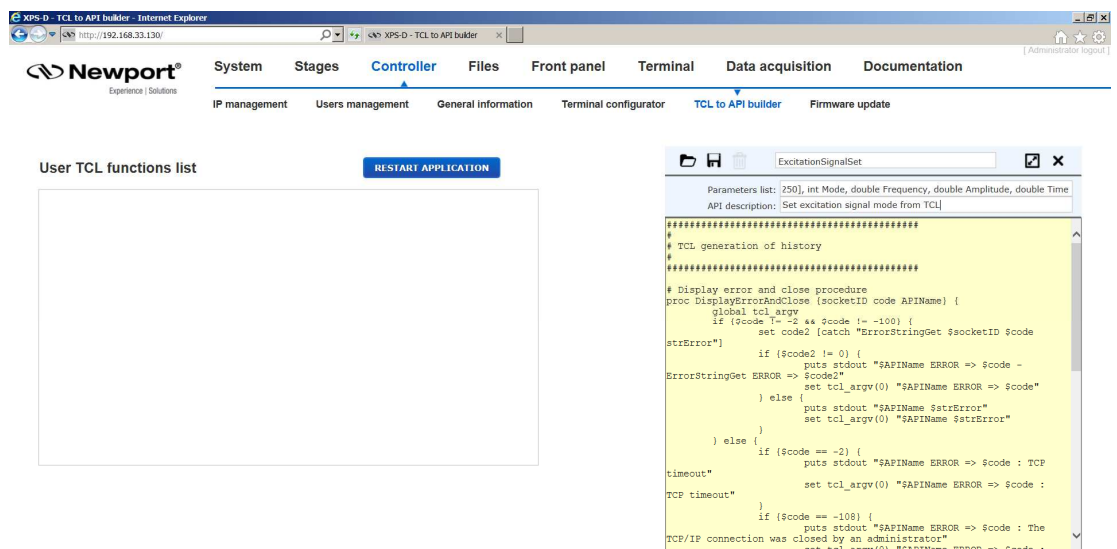 XPS-D - TCL to API builder - Internet Explorer
http://192.168.33.130/
XPS-D - TCL to API builder
[ Administrator logout ]
Newport®
Experience | Solutions
System Stages Controller Files Front panel Terminal Data acquisition Documentation
IP management Users management General information Terminal configurator TCL to API builder Firmware update
User TCL functions list
RESTART APPLICATION
ExcitationSignalSet
Parameters list: 250], int Mode, double Frequency, double Amplitude, double Time
API description: Set excitation signal mode from TCL
############################################
#
# TCL generation of history
#
############################################
# Display error and close procedure
proc DisplayErrorAndClose {socketID code APIName} {
global tcl_argv
if {$code != -2 && $code != -100} {
set code2 [catch "ErrorStringGet $socketID $code
strError"]
if {$code2 != 0} {
puts stdout "$APIName ERROR => $code -
ErrorStringGet ERROR => $code2"
set tcl_argv(0) "$APIName ERROR => $code"
} else {
puts stdout "$APIName $strError"
set tcl_argv(0) "$APIName $strError"
}
} else {
if {$code == -2} {
puts stdout "$APIName ERROR => $code : TCP
timeout"
set tcl_argv(0) "$APIName ERROR => $code :
TCP timeout"
}
if {$code == -108} {
puts stdout "$APIName ERROR => $code : The
TCP/IP connection was closed by an administrator"
set tcl_argv(0) "$APIName ERROR => $code :